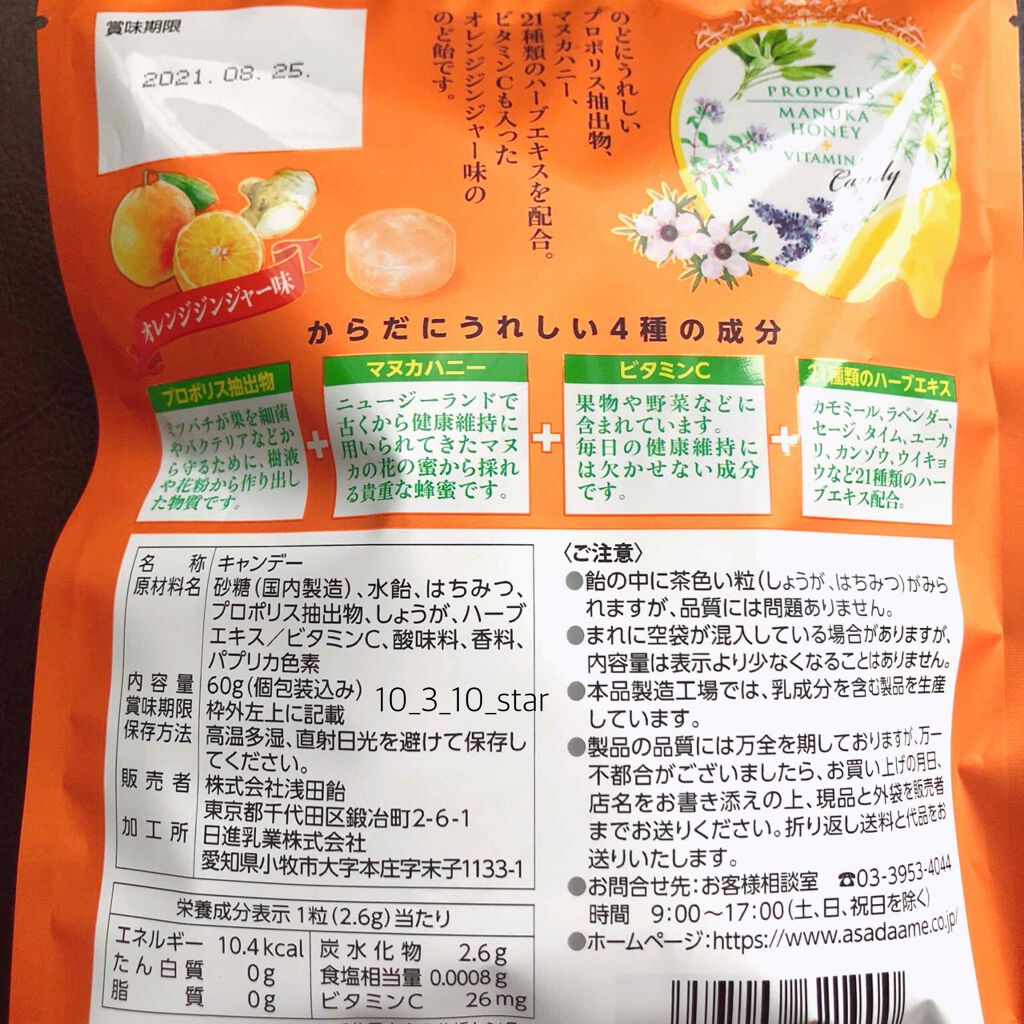 賞味期限
2021.08.25.
のどにうれしい
プロポリス抽出物、
マヌカハニー、
21種類のハーブエキスを配合。
ビタミンCも入った
オレンジジンジャー味の
のど飴です。
PROPOLIS
MANUKA
HONEY
+
VITAMIN
Candy
オレンジジンジャー味
からだにうれしい4種の成分
プロポリス抽出物
ミツバチが巣を細菌
やバクテリアなどか
ら守るために、樹液
や花粉から作り出し
た物質です。
+
マヌカハニー
ニュージーランドで
古くから健康維持に
用いられてきたマヌ
カの花の蜜から採れ
る貴重な蜂蜜です。
+
ビタミンC
果物や野菜などに
含まれています。
毎日の健康維持に
は欠かせない成分
です。
+
21種類のハーブエキス
カモミール、ラベンダー、
セージ、タイム、ユーカ
リ、カンゾウ、ウイキョ
ウなど21種類のハー
ブエキス配合。
名称 キャンデー
原材料名 砂糖(国内製造)、水飴、はちみつ、
プロポリス抽出物、しょうが、ハーブ
エキス/ビタミンC、酸味料、香料、
パプリカ色素
内容量 60g(個包装込み)
賞味期限 枠外左上に記載
保存方法 高温多湿、直射日光を避けて保存し
てください。
販売者 株式会社浅田飴
東京都千代田区鍛冶町2-6-1
加工所 日進乳業株式会社
愛知県小牧市大字本庄字末子1133-1
10_3_10_star
栄養成分表示 1粒(2.6g)当たり
エネルギー 10.4kcal 炭水化物 2.6g
たん白質 0g 食塩相当量 0.0008g
脂質 0g ビタミンC 26mg
〈ご注意〉
●飴の中に茶色い粒(しょうが、はちみつ)がみら
れますが、品質には問題ありません。
●まれに空袋が混入している場合がありますが、
内容量は表示より少なくなることはありません。
●本品製造工場では、乳成分を含む製品を生産
しています。
●製品の品質には万全を期しておりますが、万一
不都合がございましたら、お買い上げの月日、
店名をお書き添えの上、現品と外袋を販売者
までお送りください。折り返し送料と代品をお
送りいたします。
●お問合せ先:お客様相談室 ☎03-3953-4044
時間 9:00〜17:00(土、日、祝日を除く)
●ホームページ:https://www.asadaame.co.jp/